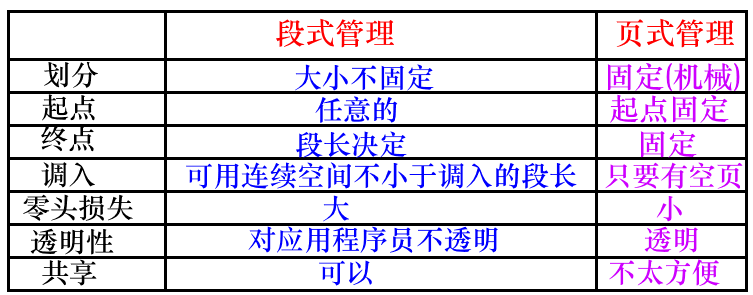 段式管理 页式管理
划分 大小不固定 固定(机械)
起点 任意的 起点固定
终点 段长决定 固定
调入 可用连续空间不小于调入的段长 只要有空页
零头损失 大 小
透明性 对应用程序员不透明 透明
共享 可以 不太方便